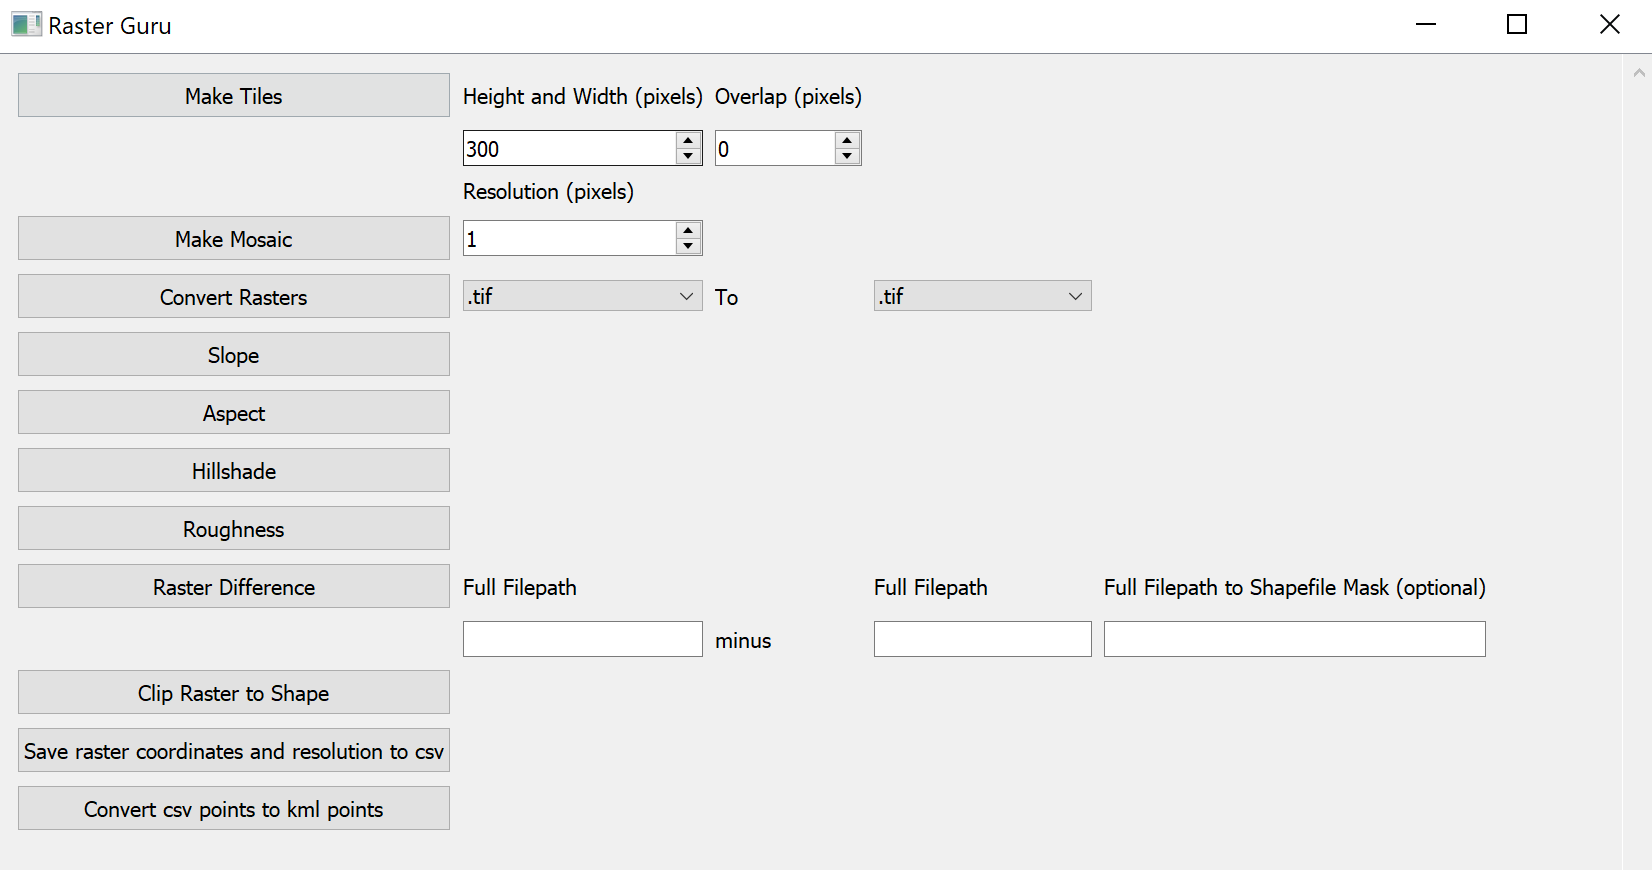 Raster Guru
Make Tiles Height and Width (pixels) Overlap (pixels)
300 0
Resolution (pixels)
Make Mosaic 1
Convert Rasters .tif To .tif
Slope
Aspect
Hillshade
Roughness
Raster Difference Full Filepath Full Filepath Full Filepath to Shapefile Mask (optional)
minus
Clip Raster to Shape
Save raster coordinates and resolution to csv
Convert csv points to kml points